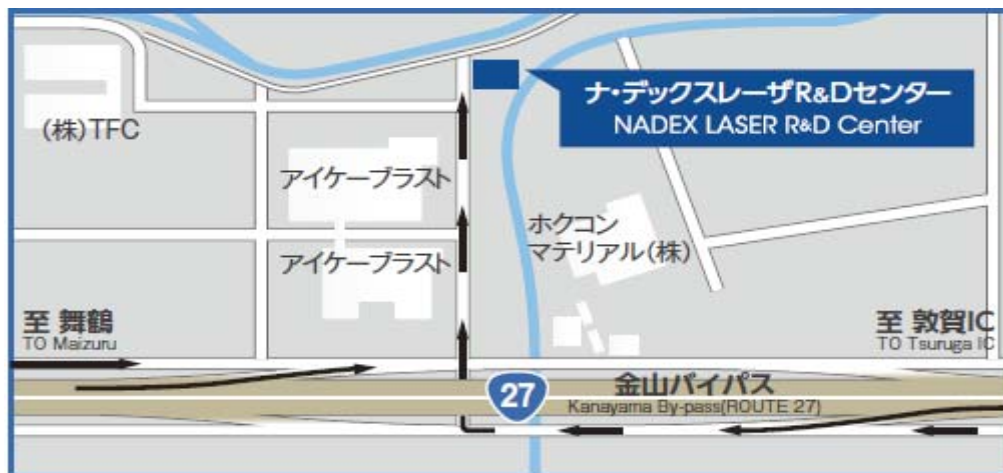 ナ・デックスレーザR&Dセンター
NADEX LASER R&D Center
(株)TFC
アイケーブラスト
ホクコン
マテリアル(株)
アイケーブラスト
至 舞鶴
TO Maizuru
至 敦賀IC
TO Tsuruga IC
27
金山バイパス
Kanayama By-pass(ROUTE 27)